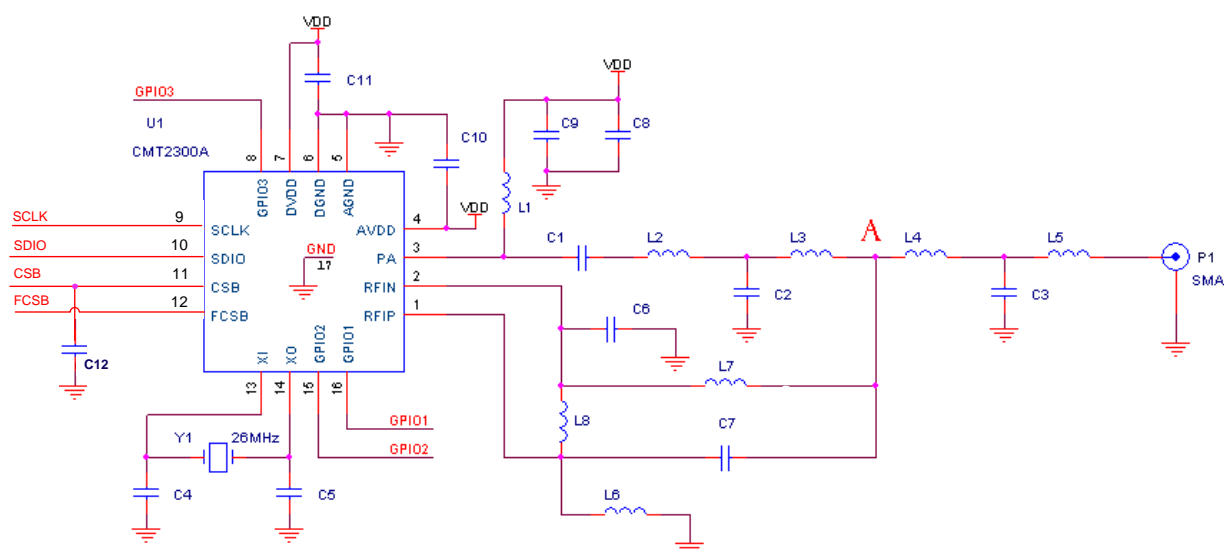 VDD
C11
VDD
GPIO3
U1
CMT2300A
C10
C9
C8
8
7
6
5
GPIO3
DVDD
DGND
AGND
L1
VDD
SCLK
9
SCLK
AVDD
4
SDIO
10
SDIO
GND
17
PA
3
C1
L2
L3
A
L4
L5
P1
SMA
CSB
11
CSB
RFIN
2
C2
C3
FCSB
12
FCSB
RFIP
1
C6
C12
XI
XO
GPIO2
GPIO1
L7
13
14
15
16
L8
C7
GPIO1
Y1
26MHz
GPIO2
C4
C5
L6